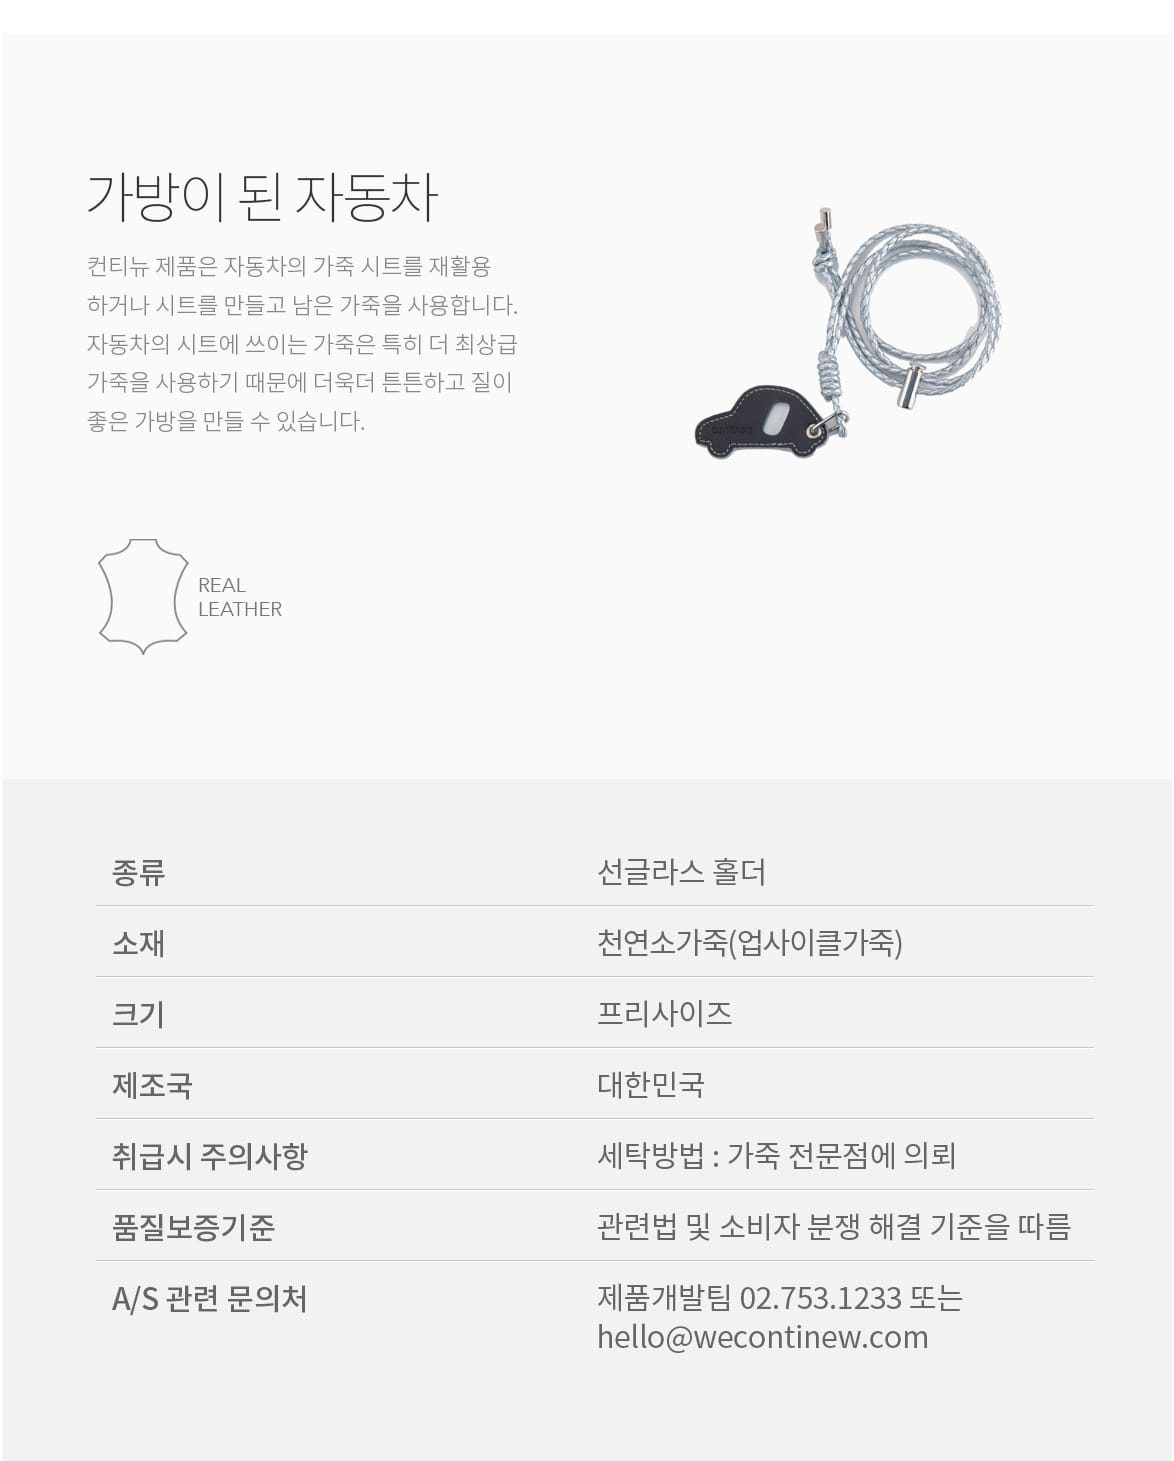 가방이 된 자동차
컨티뉴 제품은 자동차의 가죽 시트를 재활용
하거나 시트를 만들고 남은 가죽을 사용합니다.
자동차의 시트에 쓰이는 가죽은 특히 더 최상급
가죽을 사용하기 때문에 더욱더 튼튼하고 질이
좋은 가방을 만들 수 있습니다.
REAL
LEATHER
종류 선글라스 홀더
소재 천연소가죽(업사이클가죽)
크기 프리사이즈
제조국 대한민국
취급시 주의사항 세탁방법 : 가죽 전문점에 의뢰
품질보증기준 관련법 및 소비자 분쟁 해결 기준을 따름
A/S 관련 문의처 제품개발팀 02.753.1233 또는
hello@wecontinew.com